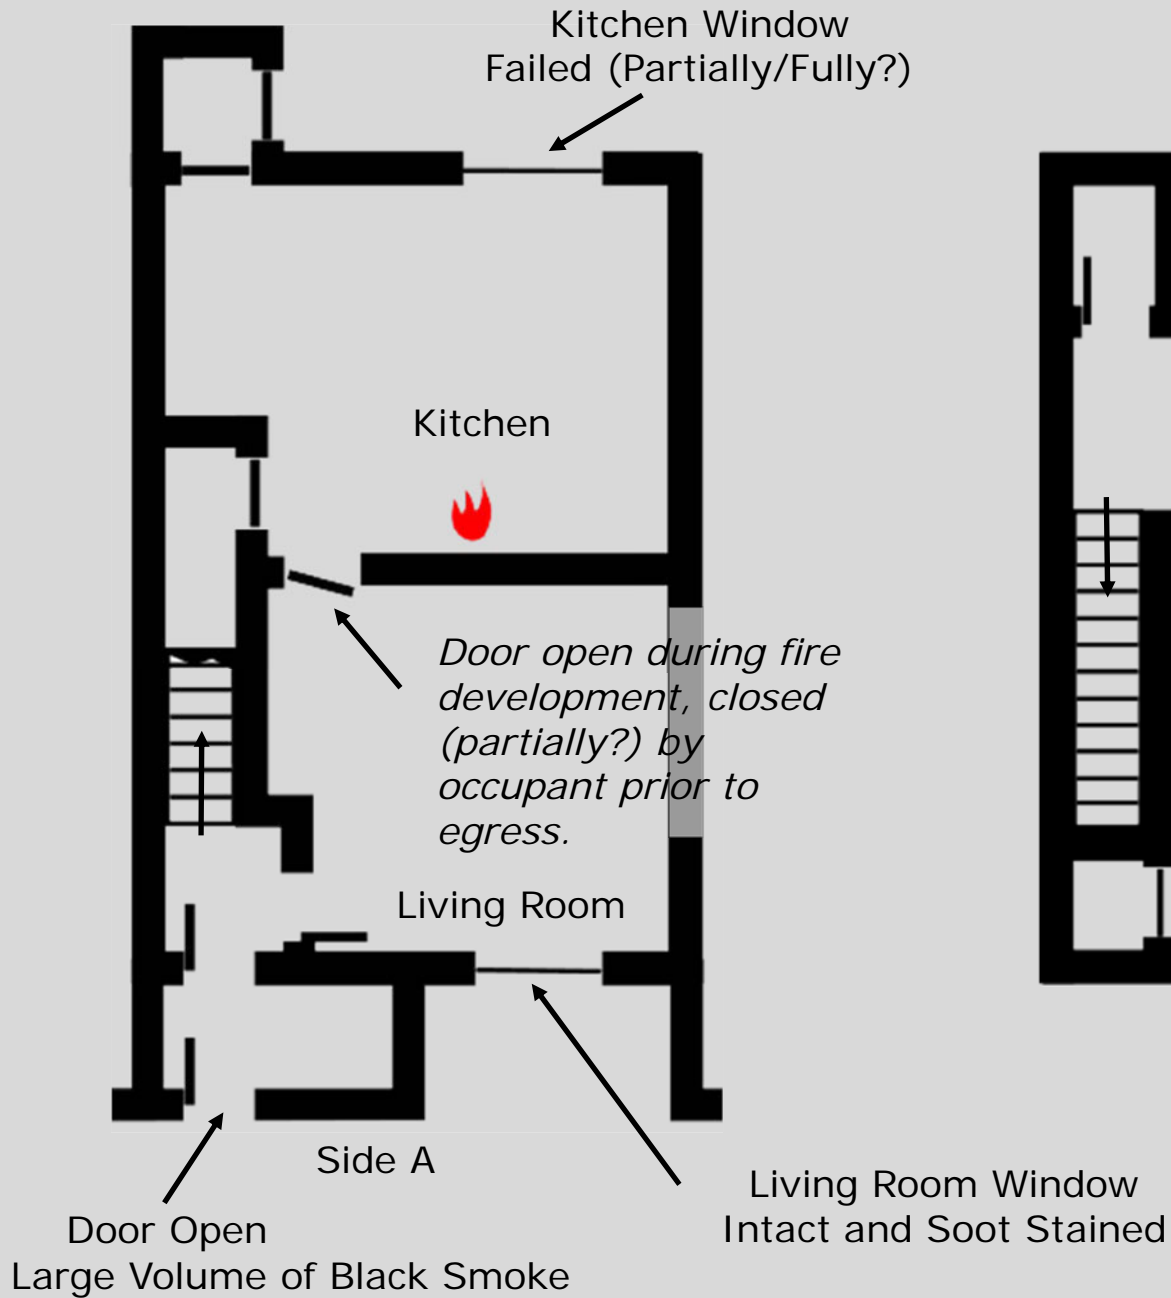 Kitchen Window
Failed (Partially/Fully?)
Kitchen
Door open during fire
development, closed
(partially?) by
occupant prior to
egress.
Living Room
Side A
Living Room Window
Intact and Soot Stained
Door Open
Large Volume of Black Smoke